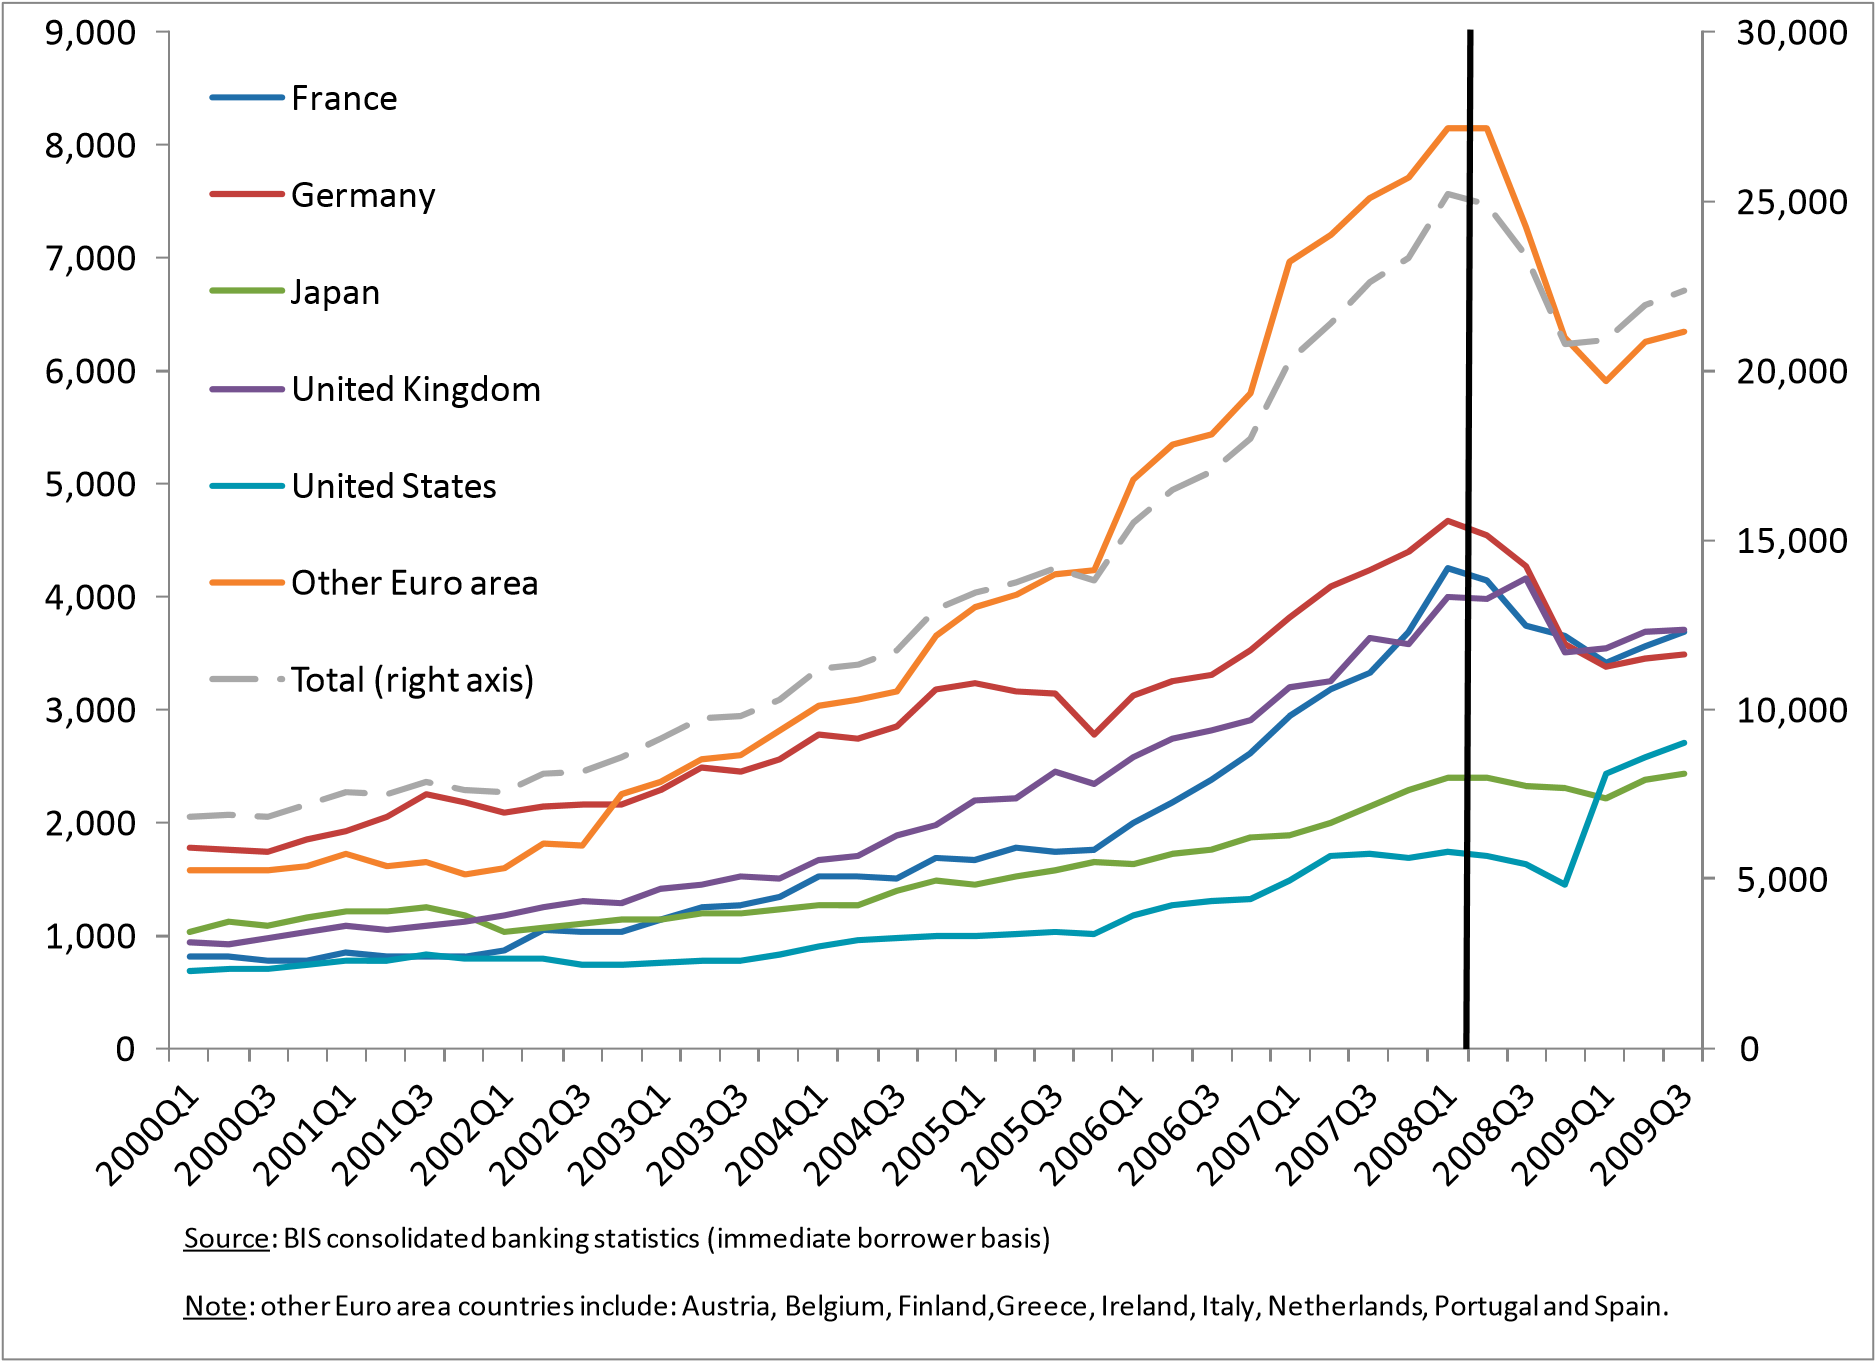 9,000
8,000
7,000
6,000
5,000
4,000
3,000
2,000
1,000
0
France
Germany
Japan
United Kingdom
United States
Other Euro area
Total (right axis)
30,000
25,000
20,000
15,000
10,000
5,000
0
2000Q1
2000Q3
2001Q1
2001Q3
2002Q1
2002Q3
2003Q1
2003Q3
2004Q1
2004Q3
2005Q1
2005Q3
2006Q1
2006Q3
2007Q1
2007Q3
2008Q1
2008Q3
2009Q1
2009Q3
Source: BIS consolidated banking statistics (immediate borrower basis)
Note: other Euro area countries include: Austria, Belgium, Finland,Greece, Ireland, Italy, Netherlands, Portugal and Spain.